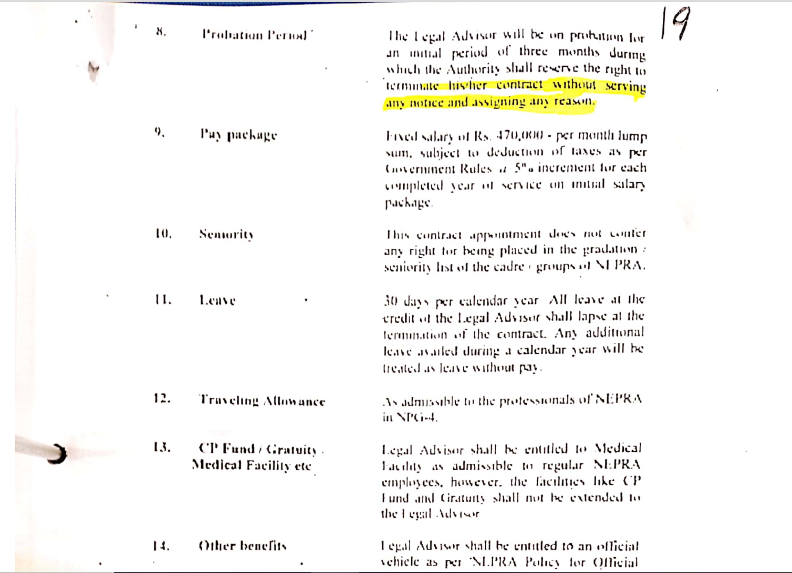 19
8. Probation Period
The Legal Advisor will be on probation for
an initial period of three months during
which the Authority shall reserve the right to
terminate his/her contract without serving
any notice and assigning any reason.
9. Pay package
Fixed salary of Rs. 470,000 - per month lump
sum, subject to deduction of taxes as per
Government Rules @ 5% increment for each
completed year of service on initial salary
package.
10. Seniority
This contract appointment does not confer
any right for being placed in the gradation /
seniority list of the cadre / groups of NEPRA.
11. Leave
30 days per calendar year All leave at the
credit of the Legal Advisor shall lapse at the
termination of the contract. Any additional
leave availed during a calendar year will be
treated as leave without pay.
12. Traveling Allowance
As admissible to the professionals of NEPRA
in NPG-4.
13. CP Fund / Gratuity /
Medical Facility etc
Legal Advisor shall be entitled to Medical
Facility as admissible to regular NEPRA
employees, however, the facilities like CP
Fund and Gratuity shall not be extended to
the Legal Advisor
14. Other benefits
Legal Advisor shall be entitled to an official
vehicle as per NEPRA Policy for Official